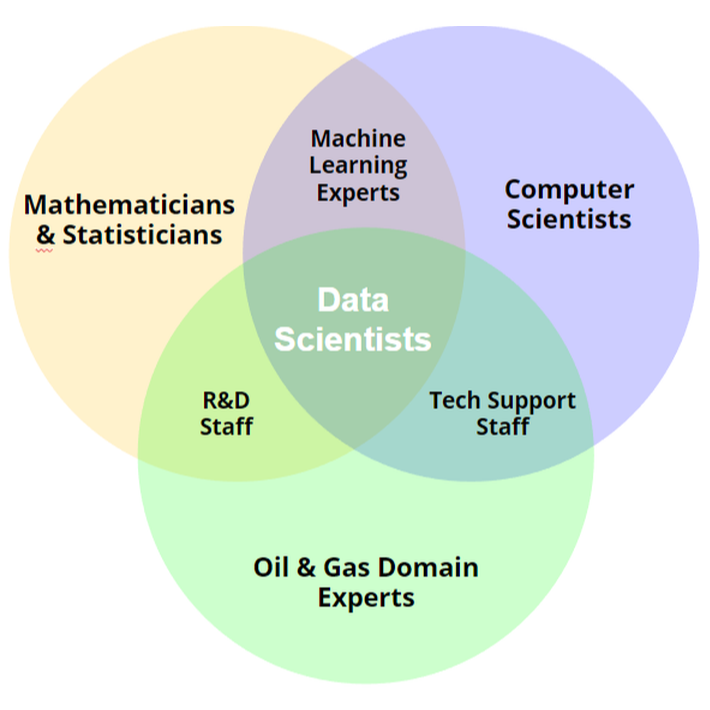 Machine
Learning
Experts
Mathematicians
& Statisticians
Computer
Scientists
Data
Scientists
R&D
Staff
Tech Support
Staff
Oil & Gas Domain
Experts